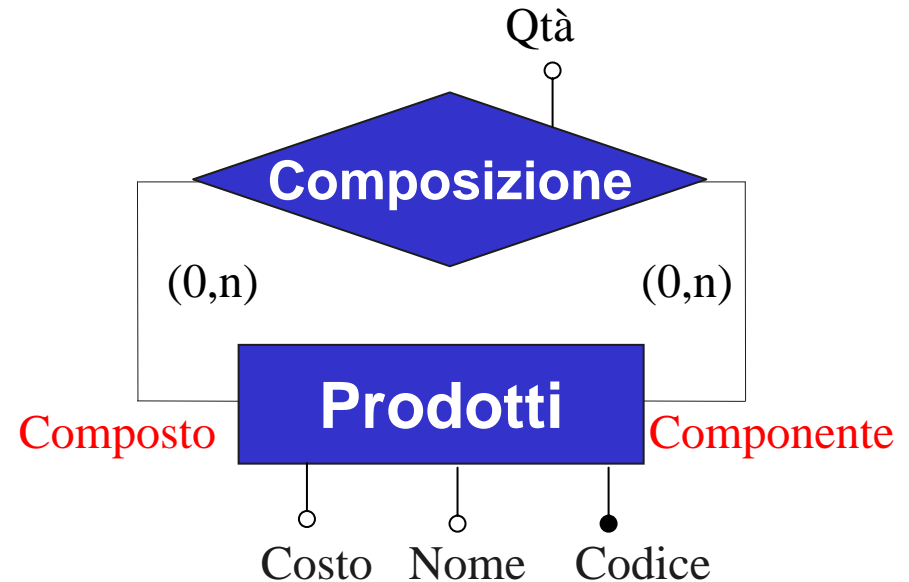 Qtà
Composizione
(0,n) (0,n)
Prodotti
Composto Componente
Costo Nome Codice